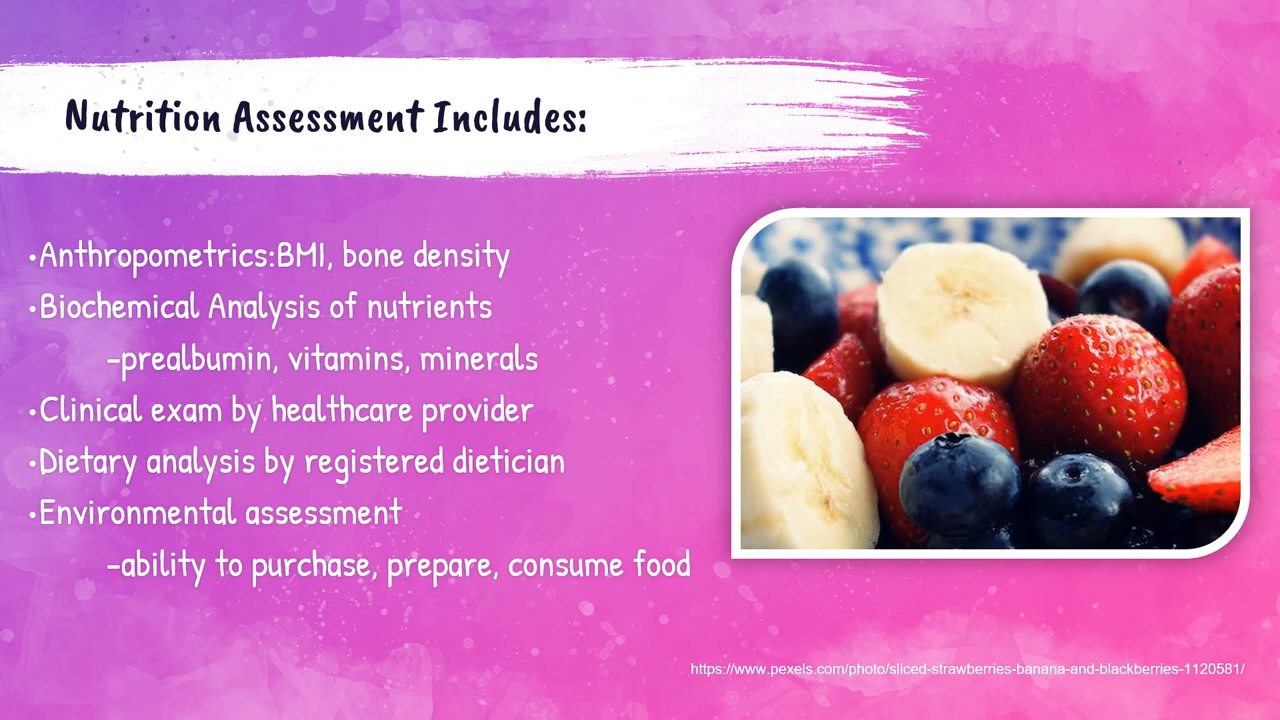 Nutrition Assessment Includes:
•Anthropometrics:BMI, bone density
•Biochemical Analysis of nutrients
-prealbumin, vitamins, minerals
•Clinical exam by healthcare provider
•Dietary analysis by registered dietician
•Environmental assessment
-ability to purchase, prepare, consume food
https://www.pexels.com/photo/sliced-strawberries-banana-and-blackberries-1120581/